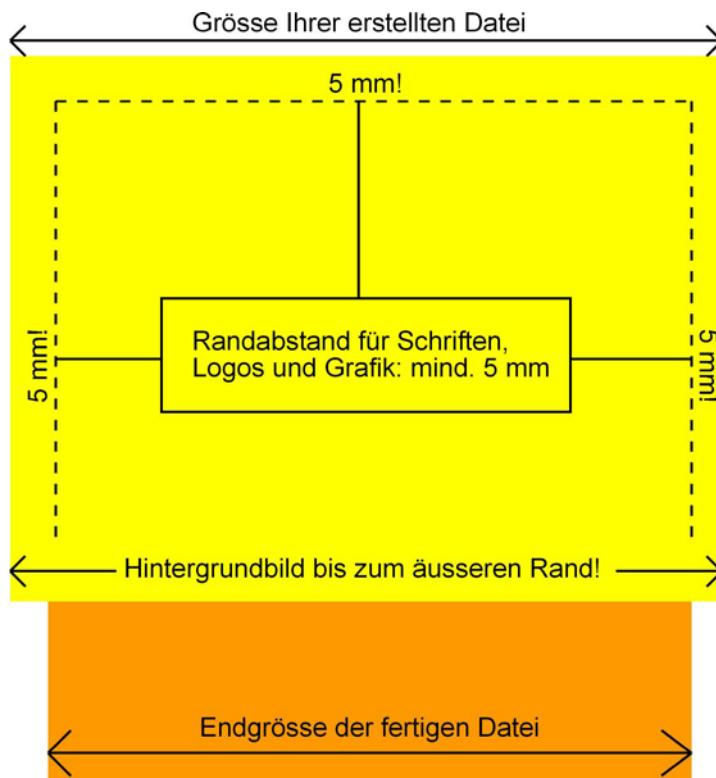 Grösse Ihrer erstellten Datei
5 mm!
Randabstand für Schriften,
Logos und Grafik: mind. 5 mm
5 mm!
5 mm!
Hintergrundbild bis zum äusseren Rand!
Endgrösse der fertigen Datei